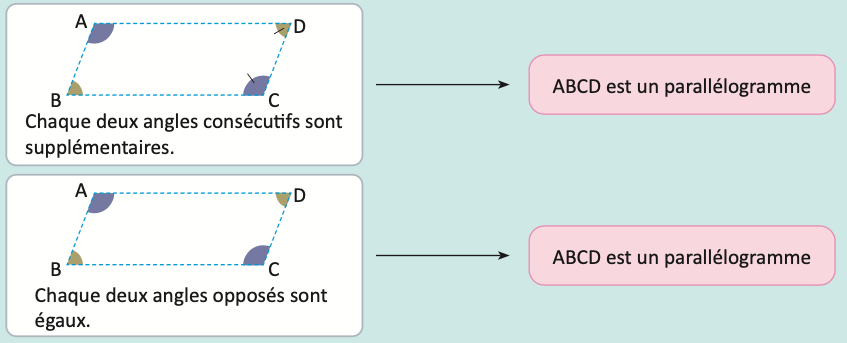 A
D
B
C
Chaque deux angles consécutifs sont
supplémentaires.
ABCD est un parallélogramme
A
D
B
C
Chaque deux angles opposés sont
égaux.
ABCD est un parallélogramme